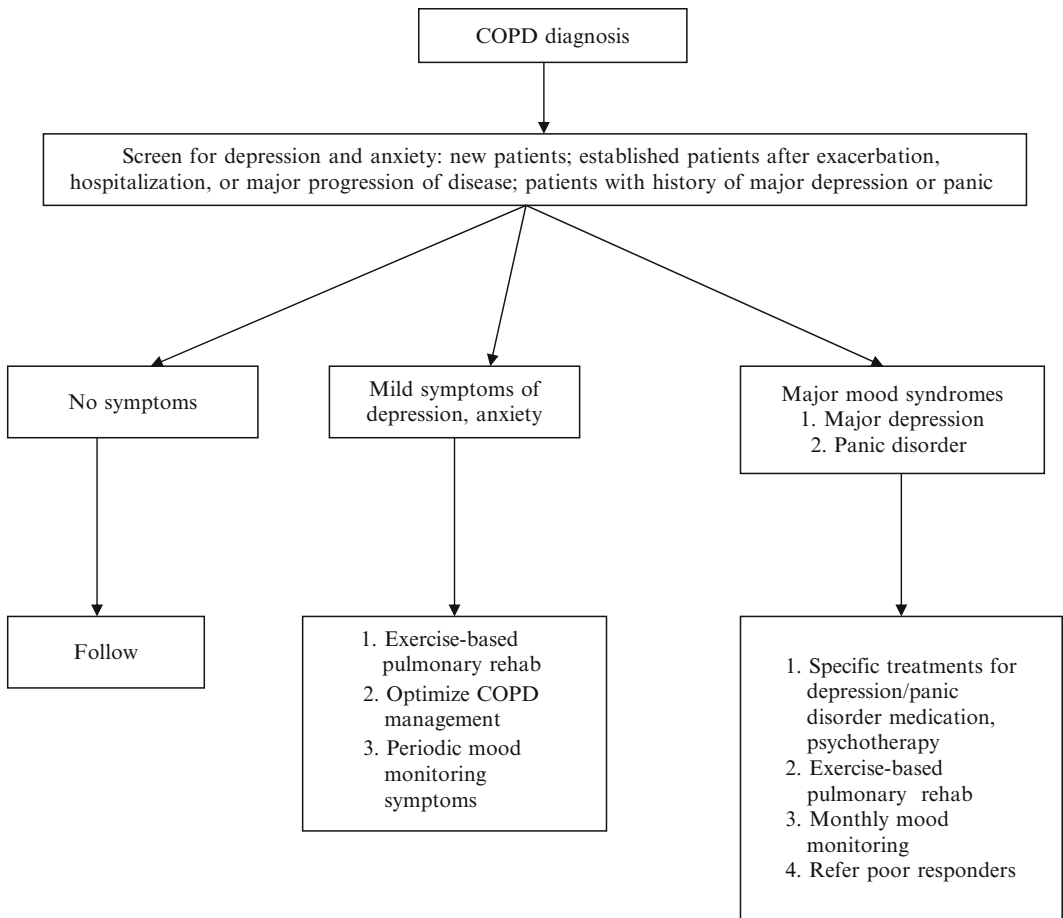 COPD diagnosis
Screen for depression and anxiety: new patients; established patients after exacerbation,
hospitalization, or major progression of disease; patients with history of major depression or panic
No symptoms
Mild symptoms of
depression, anxiety
Major mood syndromes
1. Major depression
2. Panic disorder
Follow
1. Exercise-based
pulmonary rehab
2. Optimize COPD
management
3. Periodic mood
monitoring
symptoms
1. Specific treatments for
depression/panic
disorder medication,
psychotherapy
2. Exercise-based
pulmonary rehab
3. Monthly mood
monitoring
4. Refer poor responders